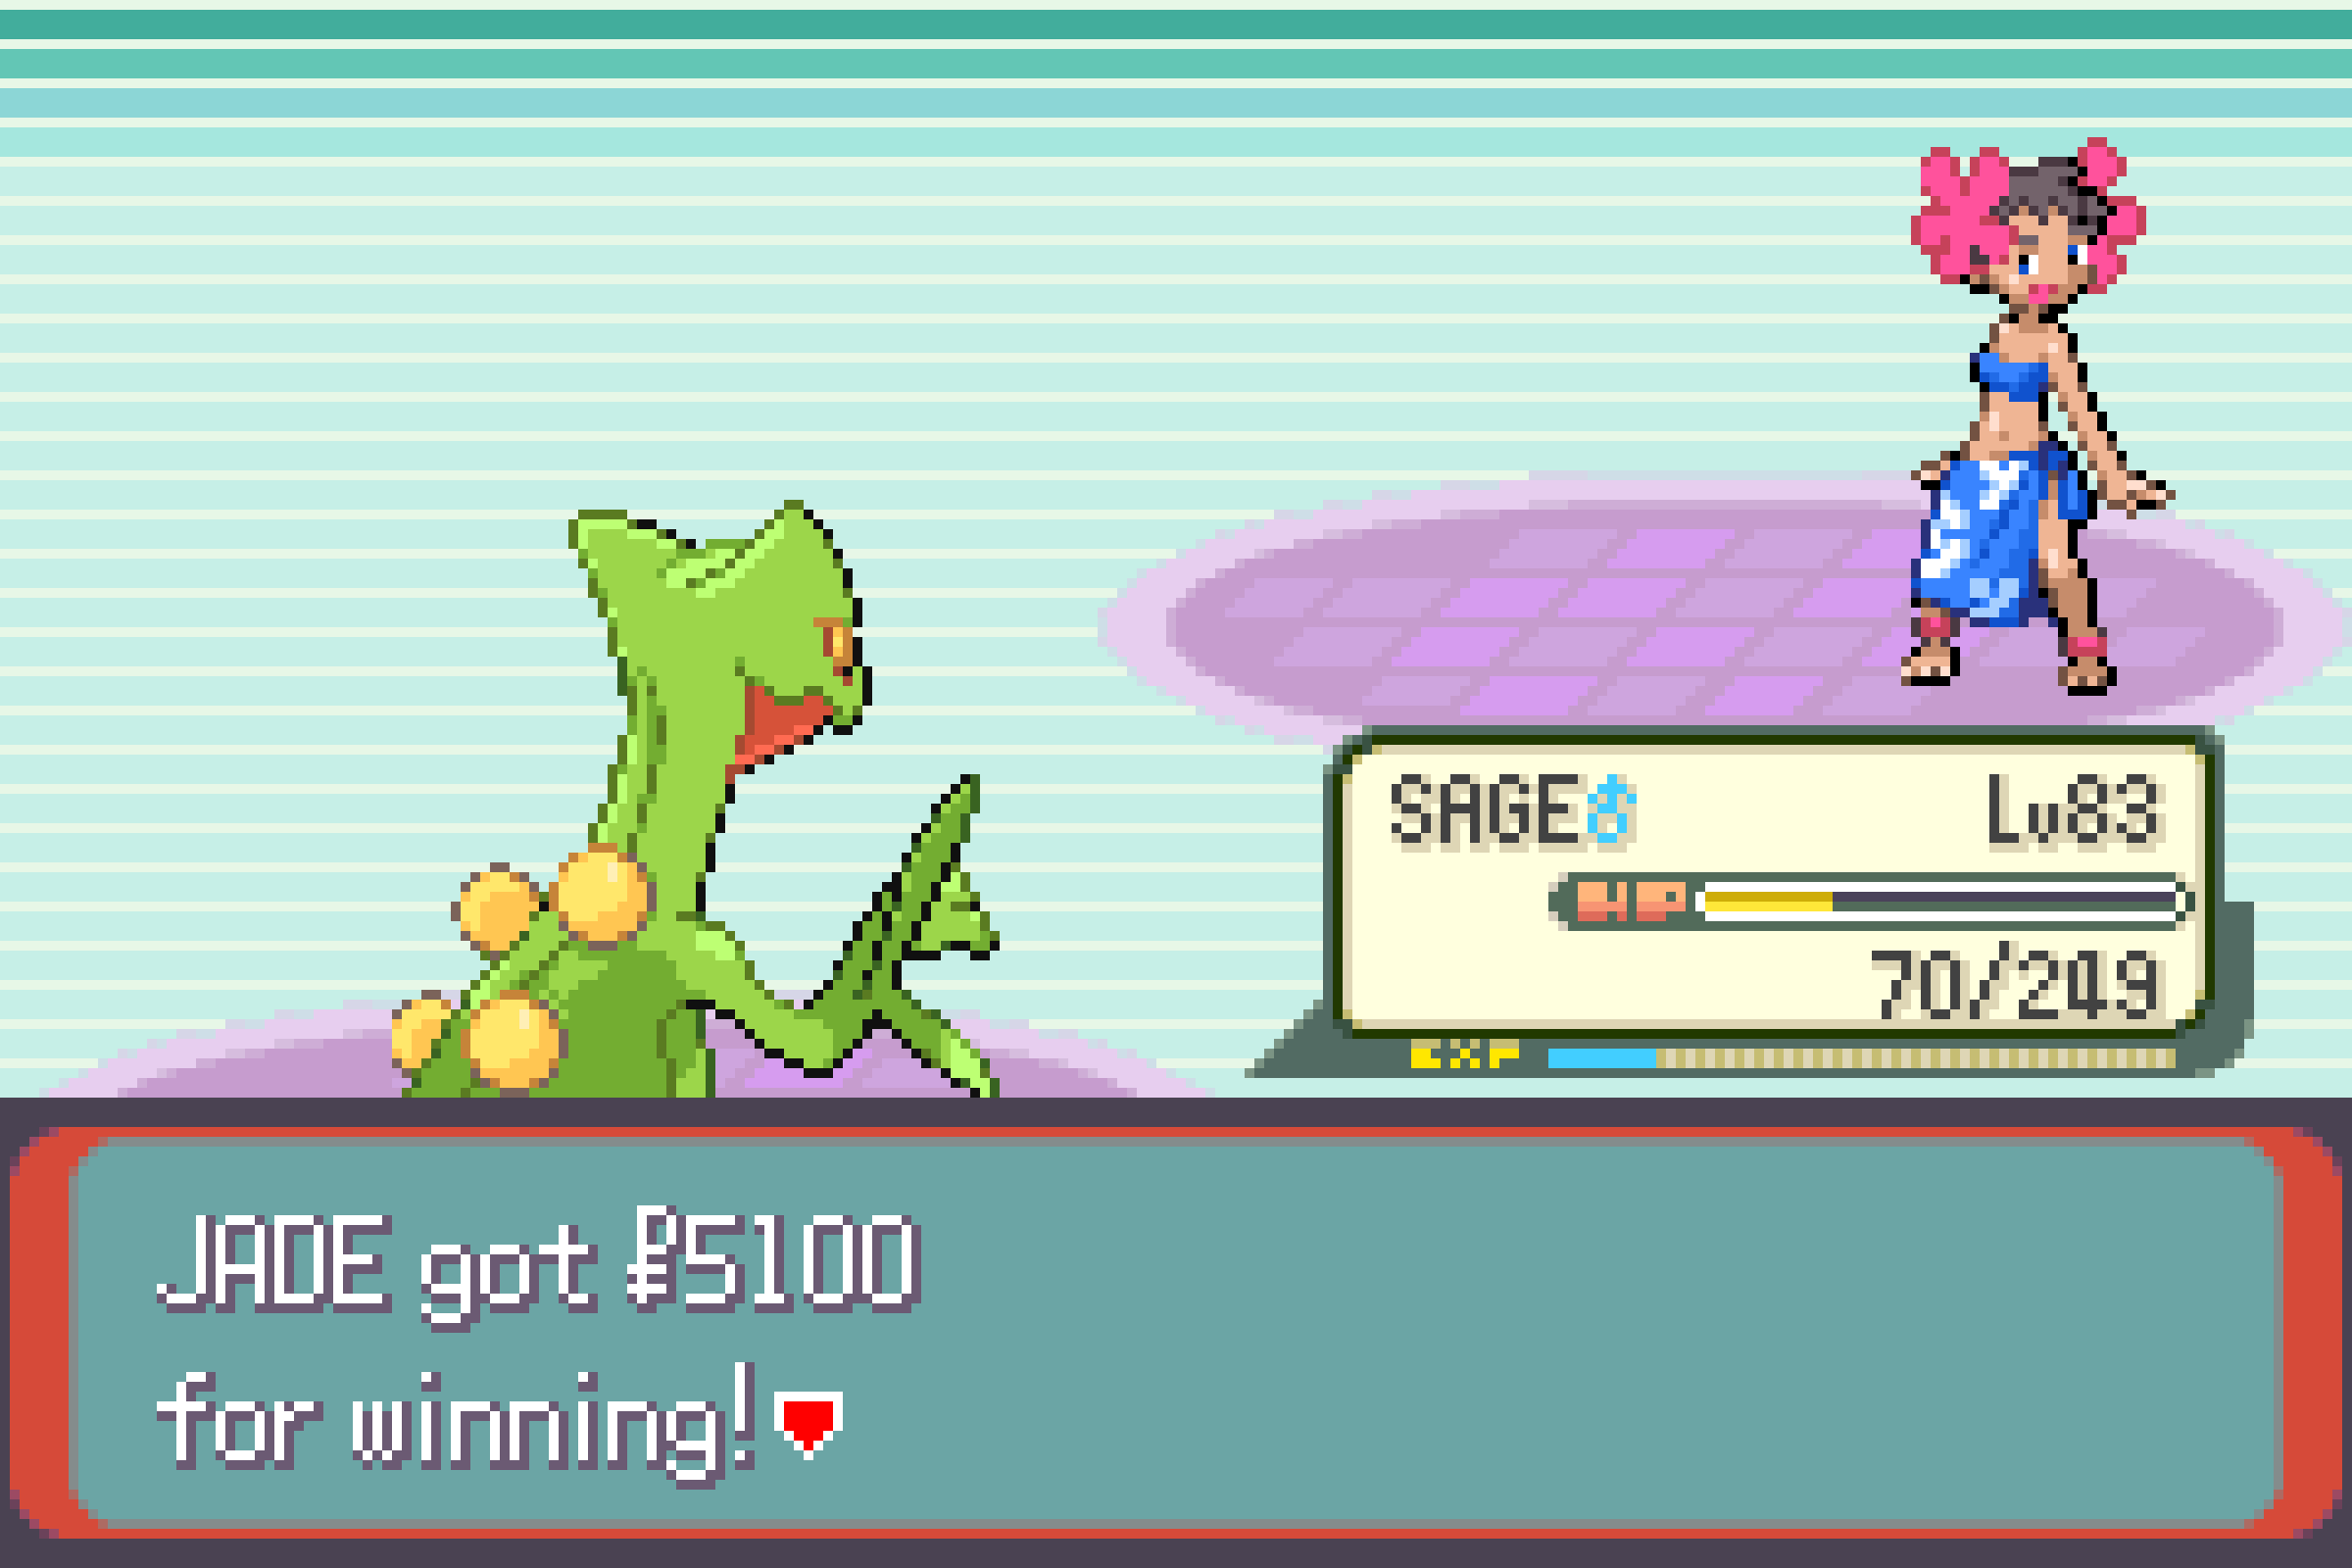 SAGE♂ Lv83
HP
70/249
EXP
JADE got ₽5100
for winning!